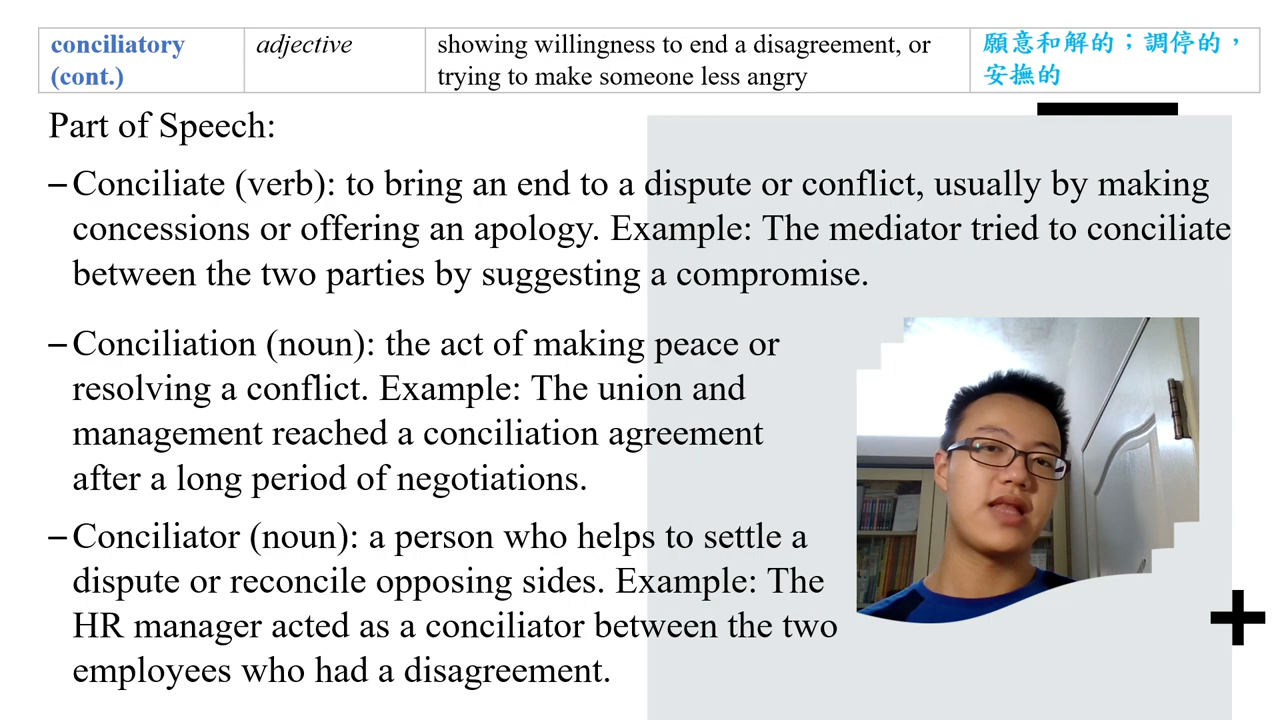 conciliatory
(cont.)
adjective
showing willingness to end a disagreement, or
trying to make someone less angry
願意和解的；調停的，
安撫的
Part of Speech:
–Conciliate (verb): to bring an end to a dispute or conflict, usually by making
concessions or offering an apology. Example: The mediator tried to conciliate
between the two parties by suggesting a compromise.
–Conciliation (noun): the act of making peace or
resolving a conflict. Example: The union and
management reached a conciliation agreement
after a long period of negotiations.
–Conciliator (noun): a person who helps to settle a
dispute or reconcile opposing sides. Example: The
HR manager acted as a conciliator between the two
employees who had a disagreement.